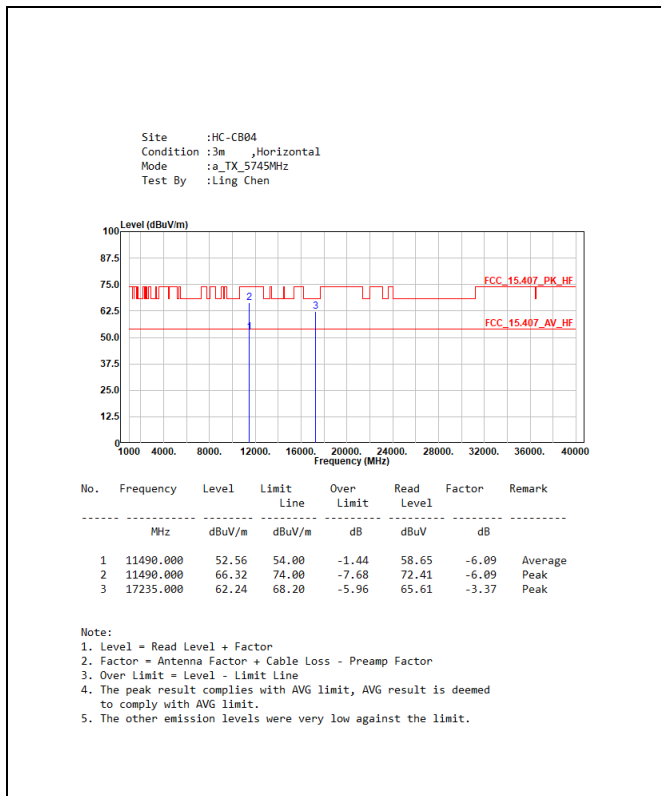 Site      :HC-CB04
Condition :3m    ,Horizontal
Mode      :a_TX_5745MHz
Test By   :Ling Chen
Level (dBuV/m)
100
87.5
75.0
62.5
50.0
37.5
25.0
12.5
0
FCC_15.407_PK_HF
FCC_15.407_AV_HF
2
3
1
1000 4000. 8000. 12000. 16000. 20000. 24000. 28000. 32000. 36000. 40000
Frequency (MHz)
No. Frequency Level Limit Over Read Factor Remark
Line Limit Level
------ ----------- -------- -------- -------- -------- -------- ---------
MHz dBuV/m dBuV/m dB dBuV dB
1 11490.000 52.56 54.00 -1.44 58.65 -6.09 Average
2 11490.000 66.32 74.00 -7.68 72.41 -6.09 Peak
3 17235.000 62.24 68.20 -5.96 65.61 -3.37 Peak
Note:
1. Level = Read Level + Factor
2. Factor = Antenna Factor + Cable Loss - Preamp Factor
3. Over Limit = Level - Limit Line
4. The peak result complies with AVG limit, AVG result is deemed
to comply with AVG limit.
5. The other emission levels were very low against the limit.